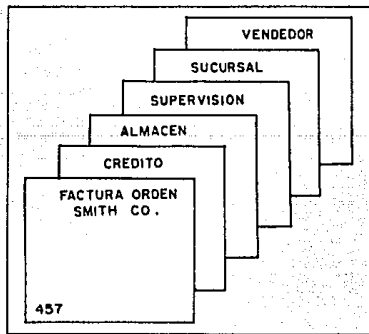 VENDEDOR
SUCURSAL
SUPERVISION
ALMACEN
CREDITO
FACTURA ORDEN
SMITH CO.
457